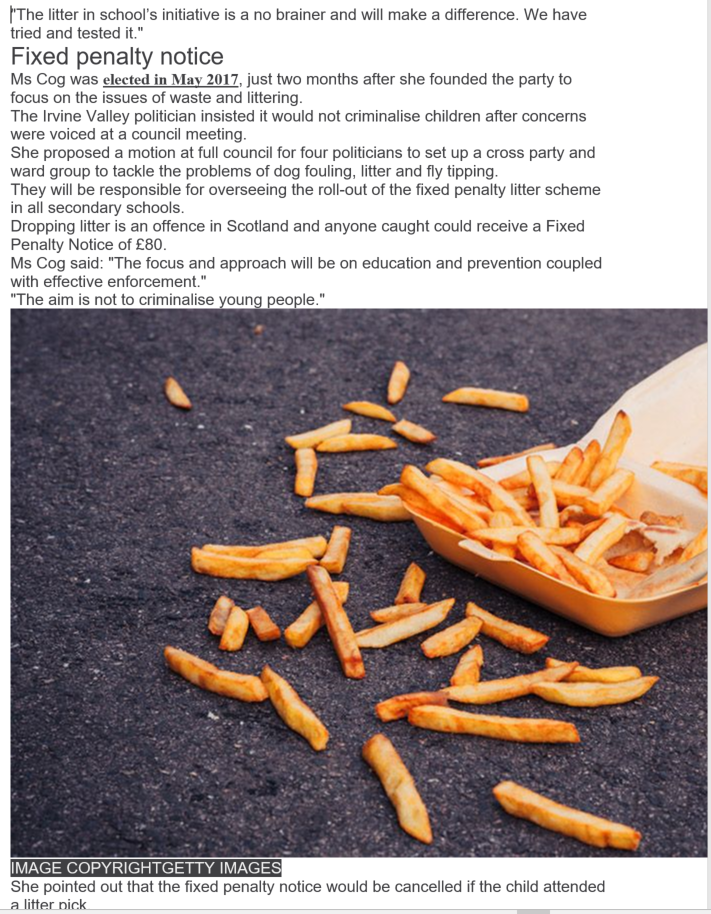 "The litter in school's initiative is a no brainer and will make a difference. We have
tried and tested it."
Fixed penalty notice
Ms Cog was elected in May 2017, just two months after she founded the party to
focus on the issues of waste and littering.
The Irvine Valley politician insisted it would not criminalise children after concerns
were voiced at a council meeting.
She proposed a motion at full council for four politicians to set up a cross party and
ward group to tackle the problems of dog fouling, litter and fly tipping.
They will be responsible for overseeing the roll-out of the fixed penalty litter scheme
in all secondary schools.
Dropping litter is an offence in Scotland and anyone caught could receive a Fixed
Penalty Notice of £80.
Ms Cog said: "The focus and approach will be on education and prevention coupled
with effective enforcement."
"The aim is not to criminalise young people."
IMAGE COPYRIGHTGETTY IMAGES
She pointed out that the fixed penalty notice would be cancelled if the child attended
a litter pick